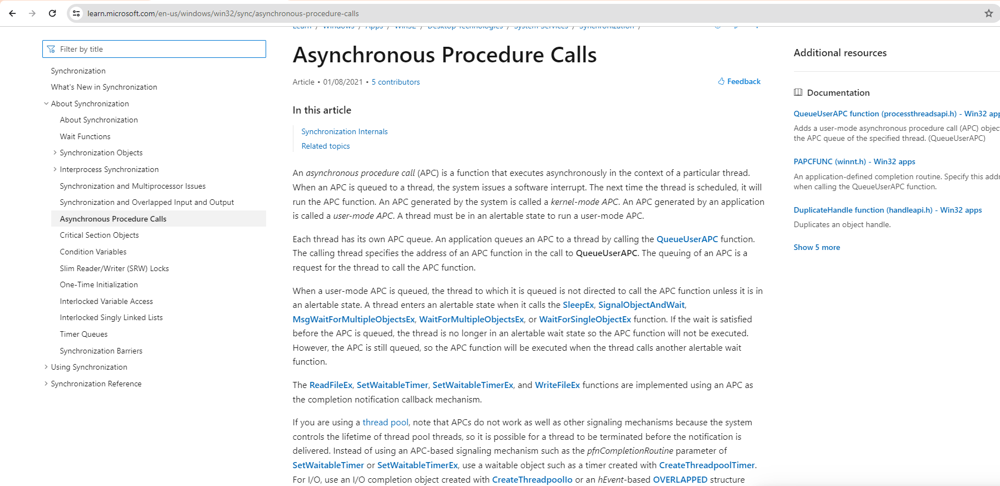 learn.microsoft.com/en-us/windows/win32/sync/asynchronous-procedure-calls
Learn / Windows / Apps / Win32 / Desktop Technologies / System Services / Synchronization /
Filter by title
Synchronization
What's New in Synchronization
About Synchronization
About Synchronization
Wait Functions
Synchronization Objects
Interprocess Synchronization
Synchronization and Multiprocessor Issues
Synchronization and Overlapped Input and Output
Asynchronous Procedure Calls
Critical Section Objects
Condition Variables
Slim Reader/Writer (SRW) Locks
One-Time Initialization
Interlocked Variable Access
Interlocked Singly Linked Lists
Timer Queues
Synchronization Barriers
Using Synchronization
Synchronization Reference
Asynchronous Procedure Calls
Article • 01/08/2021 • 5 contributors
Feedback
In this article
Synchronization Internals
Related topics
An asynchronous procedure call (APC) is a function that executes asynchronously in the context of a particular thread.
When an APC is queued to a thread, the system issues a software interrupt. The next time the thread is scheduled, it will
run the APC function. An APC generated by the system is called a kernel-mode APC. An APC generated by an application
is called a user-mode APC. A thread must be in an alertable state to run a user-mode APC.
Each thread has its own APC queue. An application queues an APC to a thread by calling the QueueUserAPC function.
The calling thread specifies the address of an APC function in the call to QueueUserAPC. The queuing of an APC is a
request for the thread to call the APC function.
When a user-mode APC is queued, the thread to which it is queued is not directed to call the APC function unless it is in
an alertable state. A thread enters an alertable state when it calls the SleepEx, SignalObjectAndWait,
MsgWaitForMultipleObjectsEx, WaitForMultipleObjectsEx, or WaitForSingleObjectEx function. If the wait is satisfied
before the APC is queued, the thread is no longer in an alertable wait state so the APC function will not be executed.
However, the APC is still queued, so the APC function will be executed when the thread calls another alertable wait
function.
The ReadFileEx, SetWaitableTimer, SetWaitableTimerEx, and WriteFileEx functions are implemented using an APC as
the completion notification callback mechanism.
If you are using a thread pool, note that APCs do not work as well as other signaling mechanisms because the system
controls the lifetime of thread pool threads, so it is possible for a thread to be terminated before the notification is
delivered. Instead of using an APC-based signaling mechanism such as the pfnCompletionRoutine parameter of
SetWaitableTimer or SetWaitableTimerEx, use a waitable object such as a timer created with CreateThreadpoolTimer.
For I/O, use an I/O completion object created with CreateThreadpoolIo or an hEvent-based OVERLAPPED structure
Additional resources
Documentation
QueueUserAPC function (processthreadsapi.h) - Win32 app
Adds a user-mode asynchronous procedure call (APC) objec
the APC queue of the specified thread. (QueueUserAPC)
PAPCFUNC (winnt.h) - Win32 apps
An application-defined completion routine. Specify this addr
when calling the QueueUserAPC function.
DuplicateHandle function (handleapi.h) - Win32 apps
Duplicates an object handle.
Show 5 more